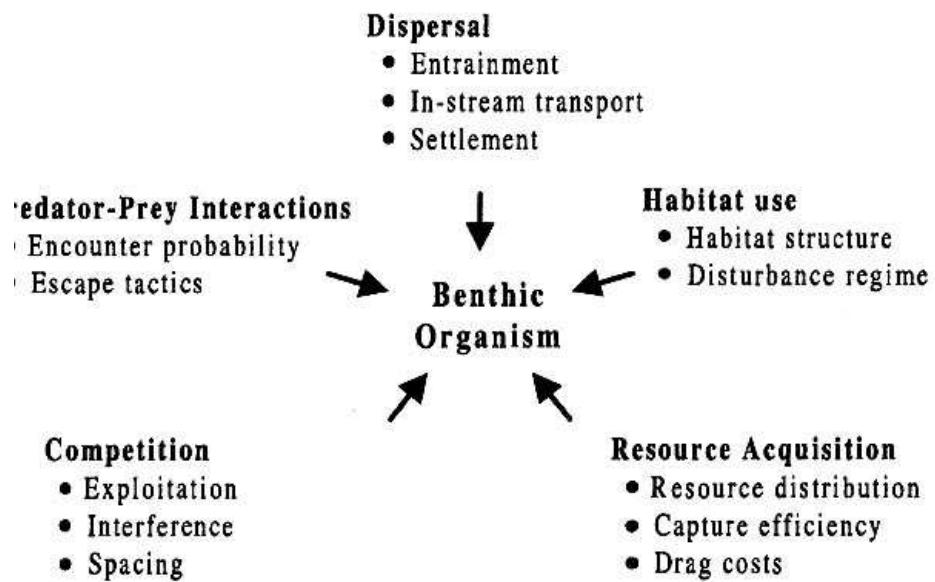 Dispersal
• Entrainment
• In-stream transport
• Settlement
redator-Prey Interactions
Encounter probability
Escape tactics
Habitat use
• Habitat structure
• Disturbance regime
Benthic
Organism
Competition
• Exploitation
• Interference
• Spacing
Resource Acquisition
• Resource distribution
• Capture efficiency
• Drag costs